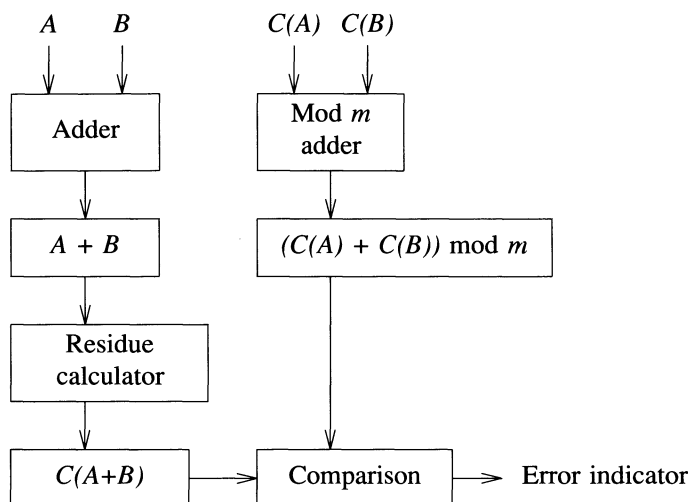 A B C(A) C(B)
Adder
Mod m
adder
A + B
(C(A) + C(B)) mod m
Residue
calculator
C(A+B)
Comparison
Error indicator